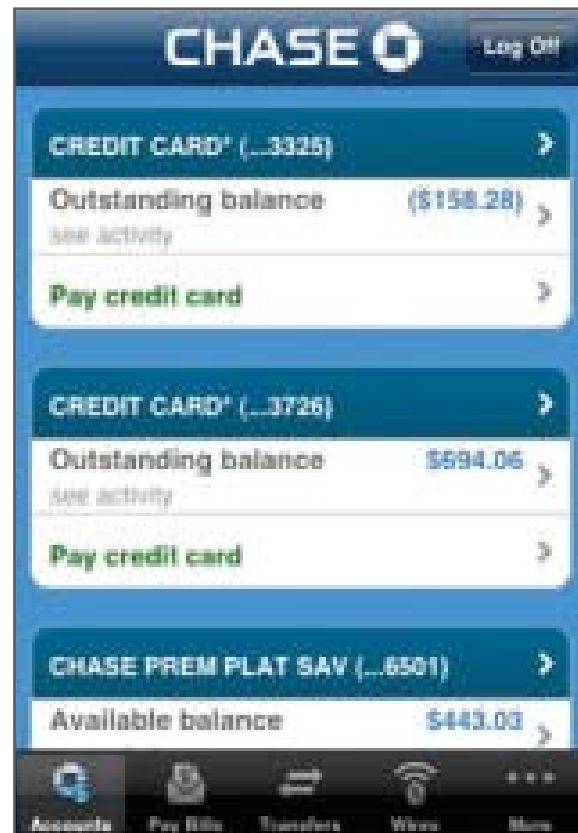 CHASE
Log Off
CREDIT CARD* (...3325)
Outstanding balance ($158.28)
see activity
Pay credit card
CREDIT CARD* (...3726)
Outstanding balance $694.06
see activity
Pay credit card
CHASE PREM PLAT SAV (...6501)
Available balance $443.03
Accounts Pay Bills Transfers Wires More